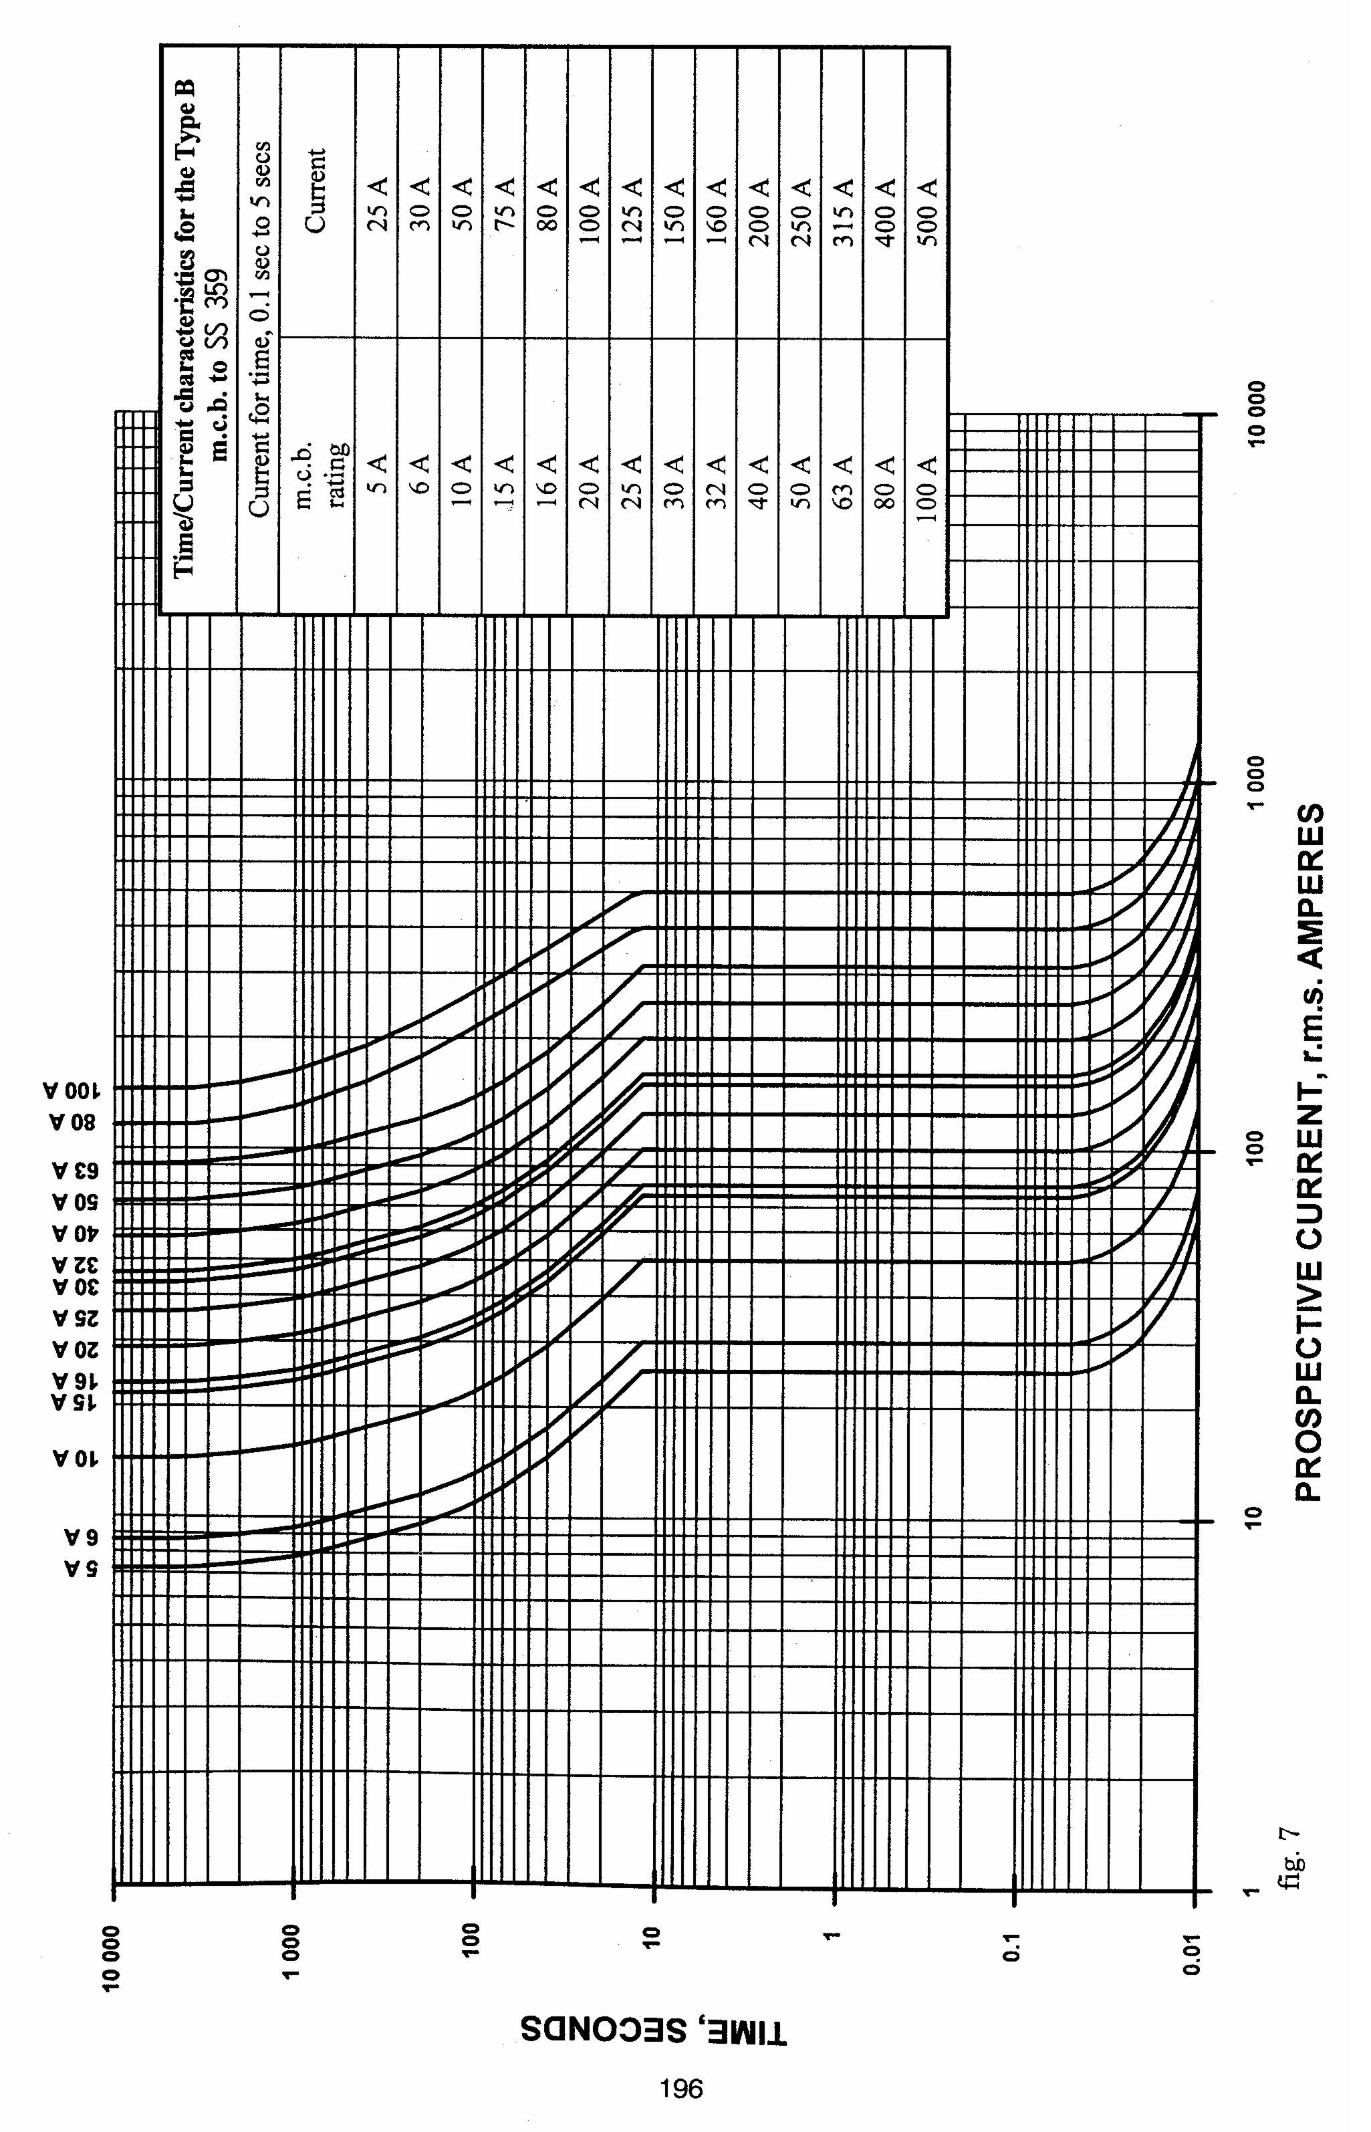 Time/Current characteristics for the Type B
m.c.b. to SS 359
Current for time, 0.1 sec to 5 secs
m.c.b. rating Current
5 A 25 A
6 A 30 A
10 A 50 A
15 A 75 A
16 A 80 A
20 A 100 A
25 A 125 A
30 A 150 A
32 A 160 A
40 A 200 A
50 A 250 A
63 A 315 A
80 A 400 A
100 A 500 A
5 A
6 A
10 A
15 A
16 A
20 A
25 A
30 A
32 A
40 A
50 A
63 A
80 A
100 A
10 000
1 000
100
10
1
0.1
0.01
TIME, SECONDS
1
10
100
1 000
10 000
PROSPECTIVE CURRENT, r.m.s. AMPERES
fig. 7
196